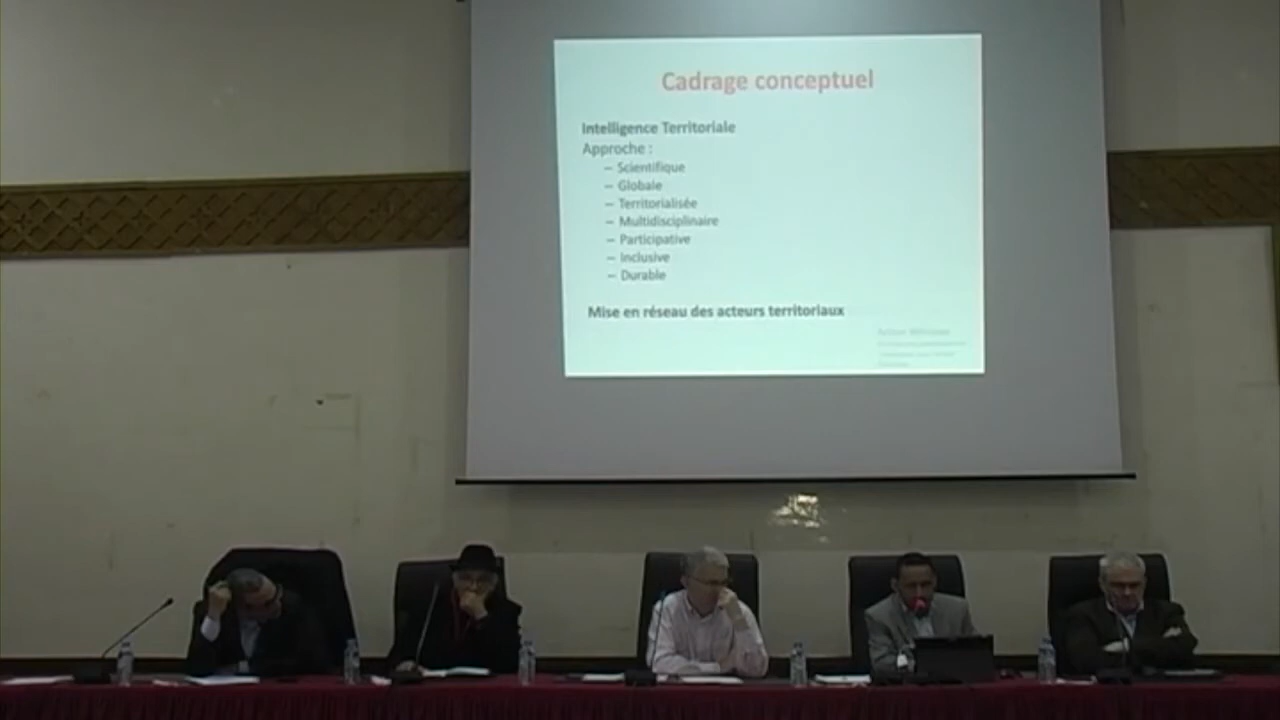 Cadrage conceptuel
Intelligence Territoriale
Approche :
– Scientifique
– Globale
– Territorialisée
– Multidisciplinaire
– Participative
– Inclusive
– Durable
Mise en réseau des acteurs territoriaux